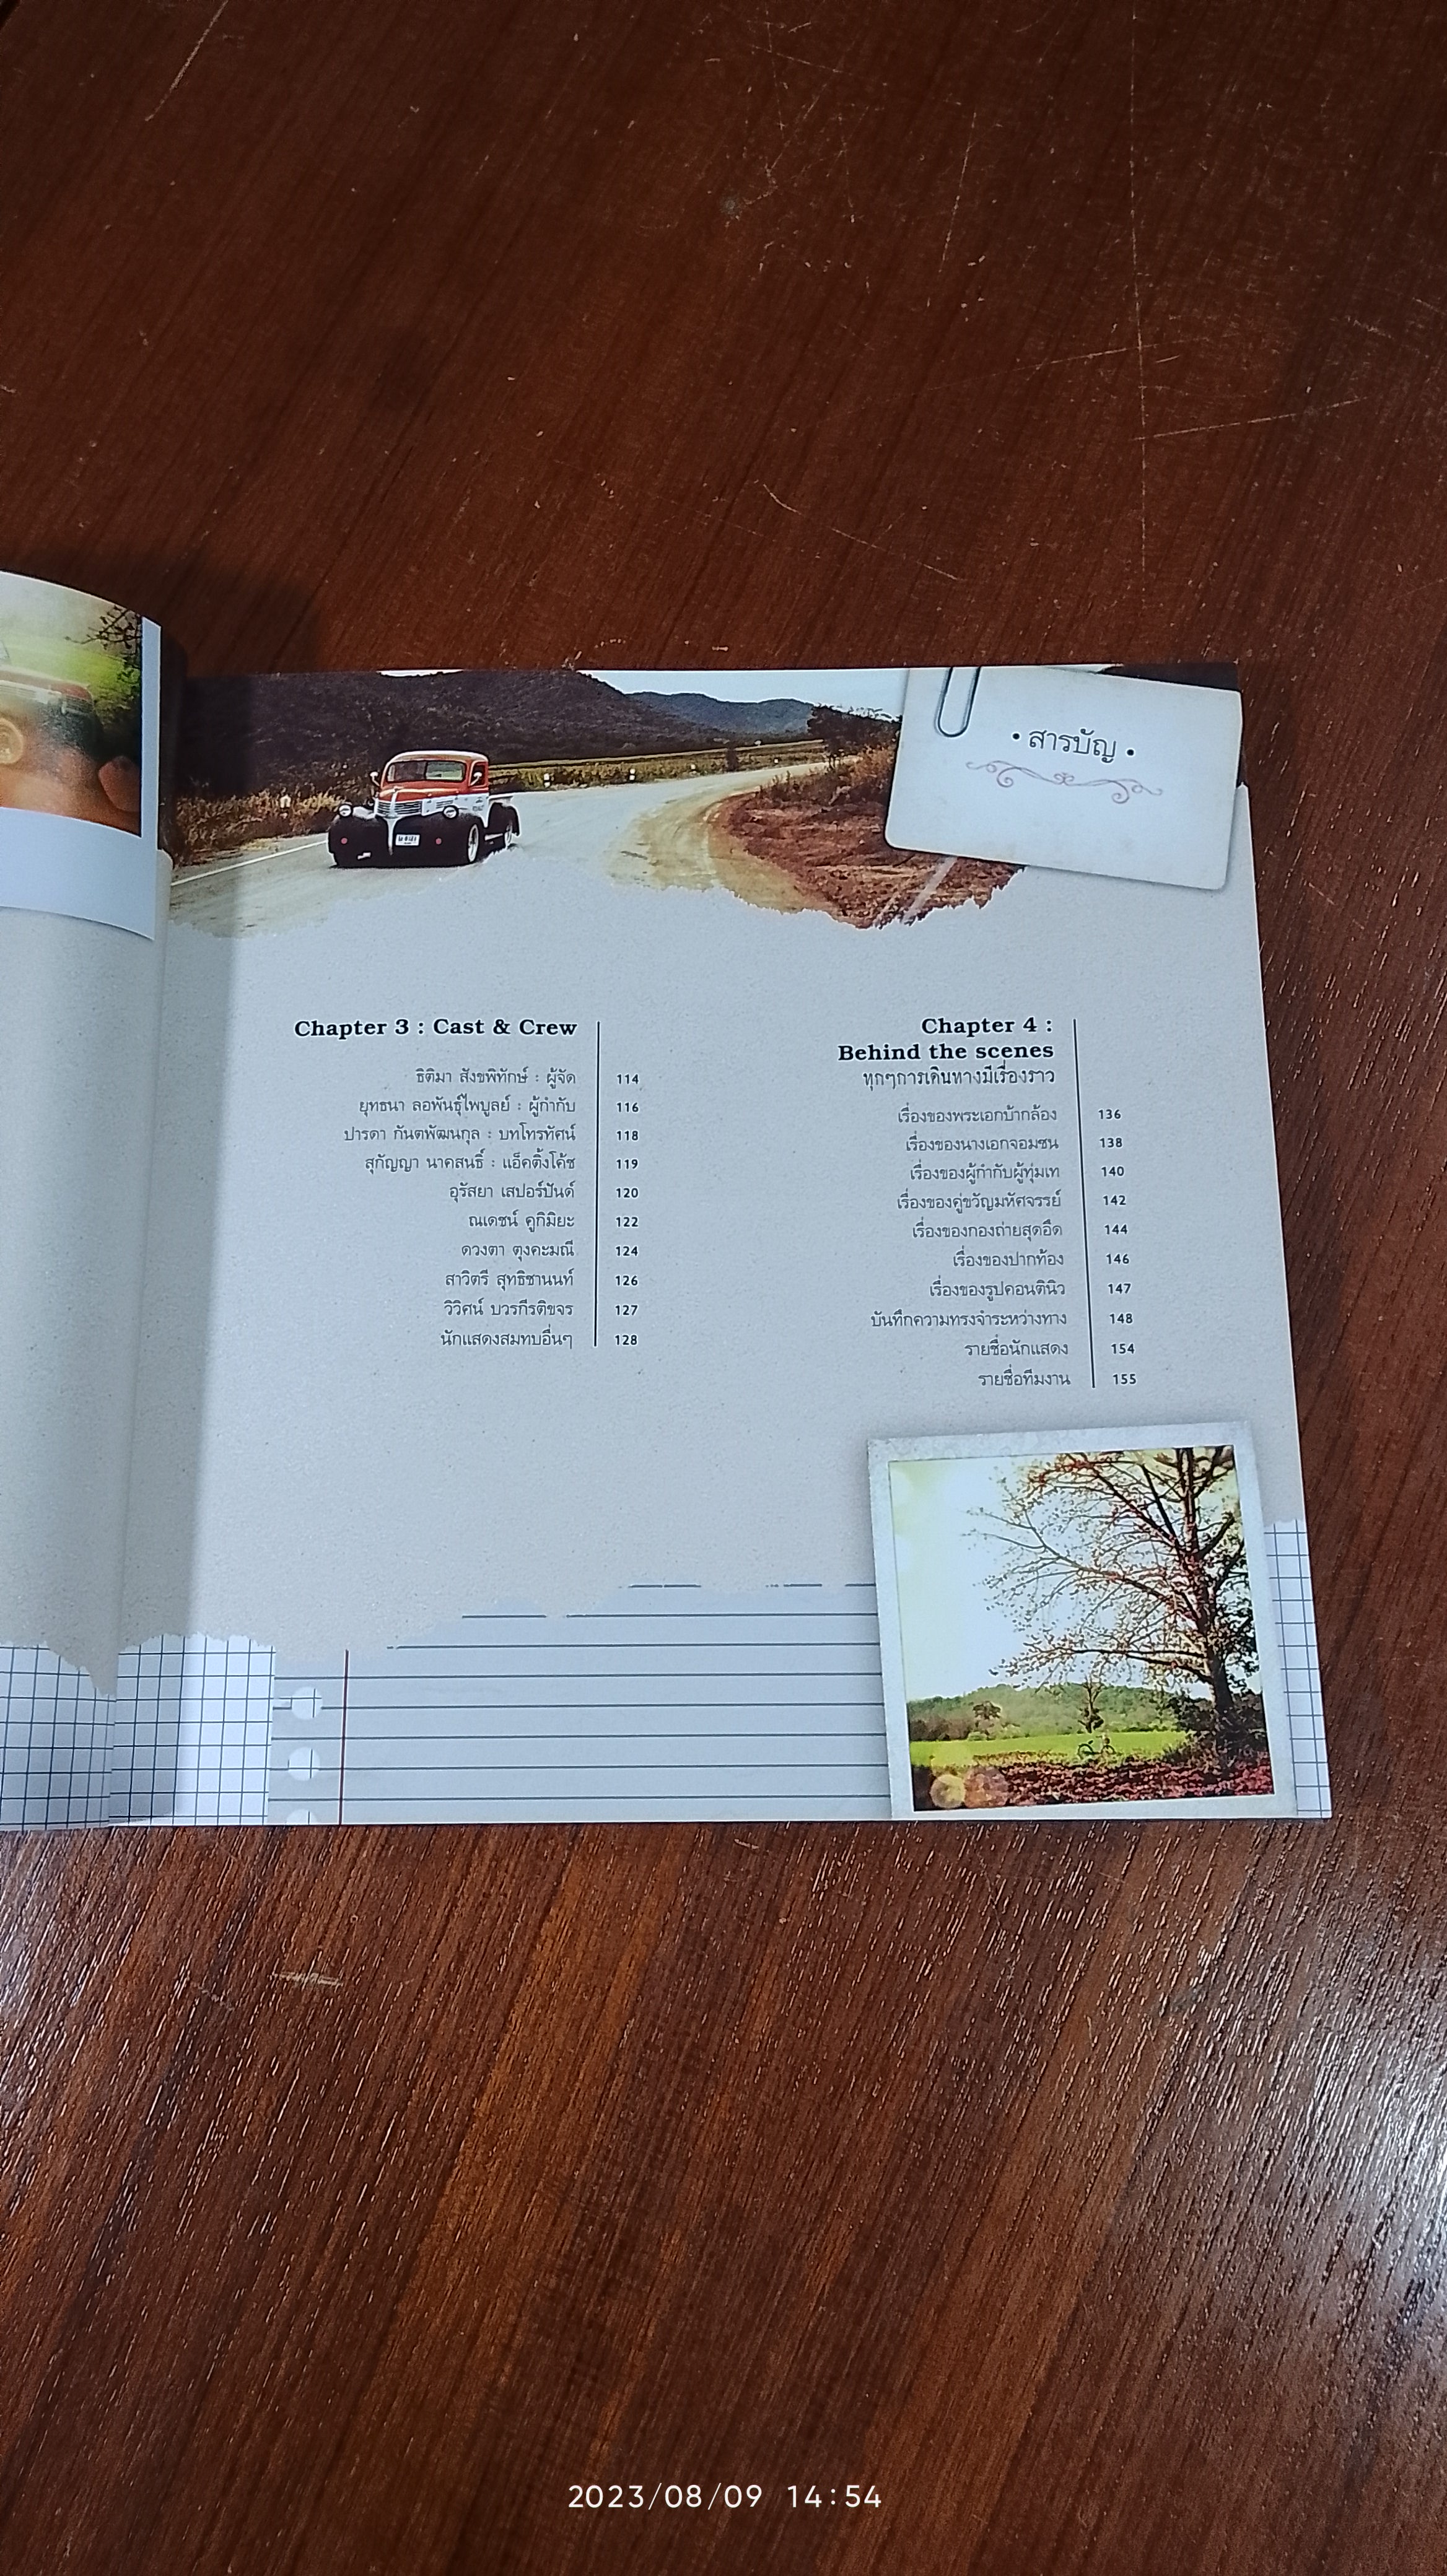 • สารบัญ •
Chapter 3 : Cast & Crew
ธิติมา สังขพิทักษ์ : ผู้จัด 114
ยุทธนา ลอพันธุ์ไพบูลย์ : ผู้กำกับ 116
ปารดา กันตพัฒนกุล : บทโทรทัศน์ 118
สุกัญญา นาคสนธิ์ : แอ็คติ้งโค้ช 119
อุรัสยา เสปอร์ปันด์ 120
ณเดชน์ คูกิมิยะ 122
ดวงตา ตุงคะมณี 124
สาวิตรี สุทธิชานนท์ 126
วิวิศน์ บวรกีรติขจร 127
นักแสดงสมทบอื่นๆ 128
Chapter 4 :
Behind the scenes
ทุกๆการเดินทางมีเรื่องราว
เรื่องของพระเอกบ้ากล้อง 136
เรื่องของนางเอกจอมซน 138
เรื่องของผู้กำกับผู้ทุ่มเท 140
เรื่องของคู่ขวัญมหัศจรรย์ 142
เรื่องของกองถ่ายสุดอึด 144
เรื่องของปากท้อง 146
เรื่องของรูปคอนตินิว 147
บันทึกความทรงจำระหว่างทาง 148
รายชื่อนักแสดง 154
รายชื่อทีมงาน 155
2023/08/09 14:54